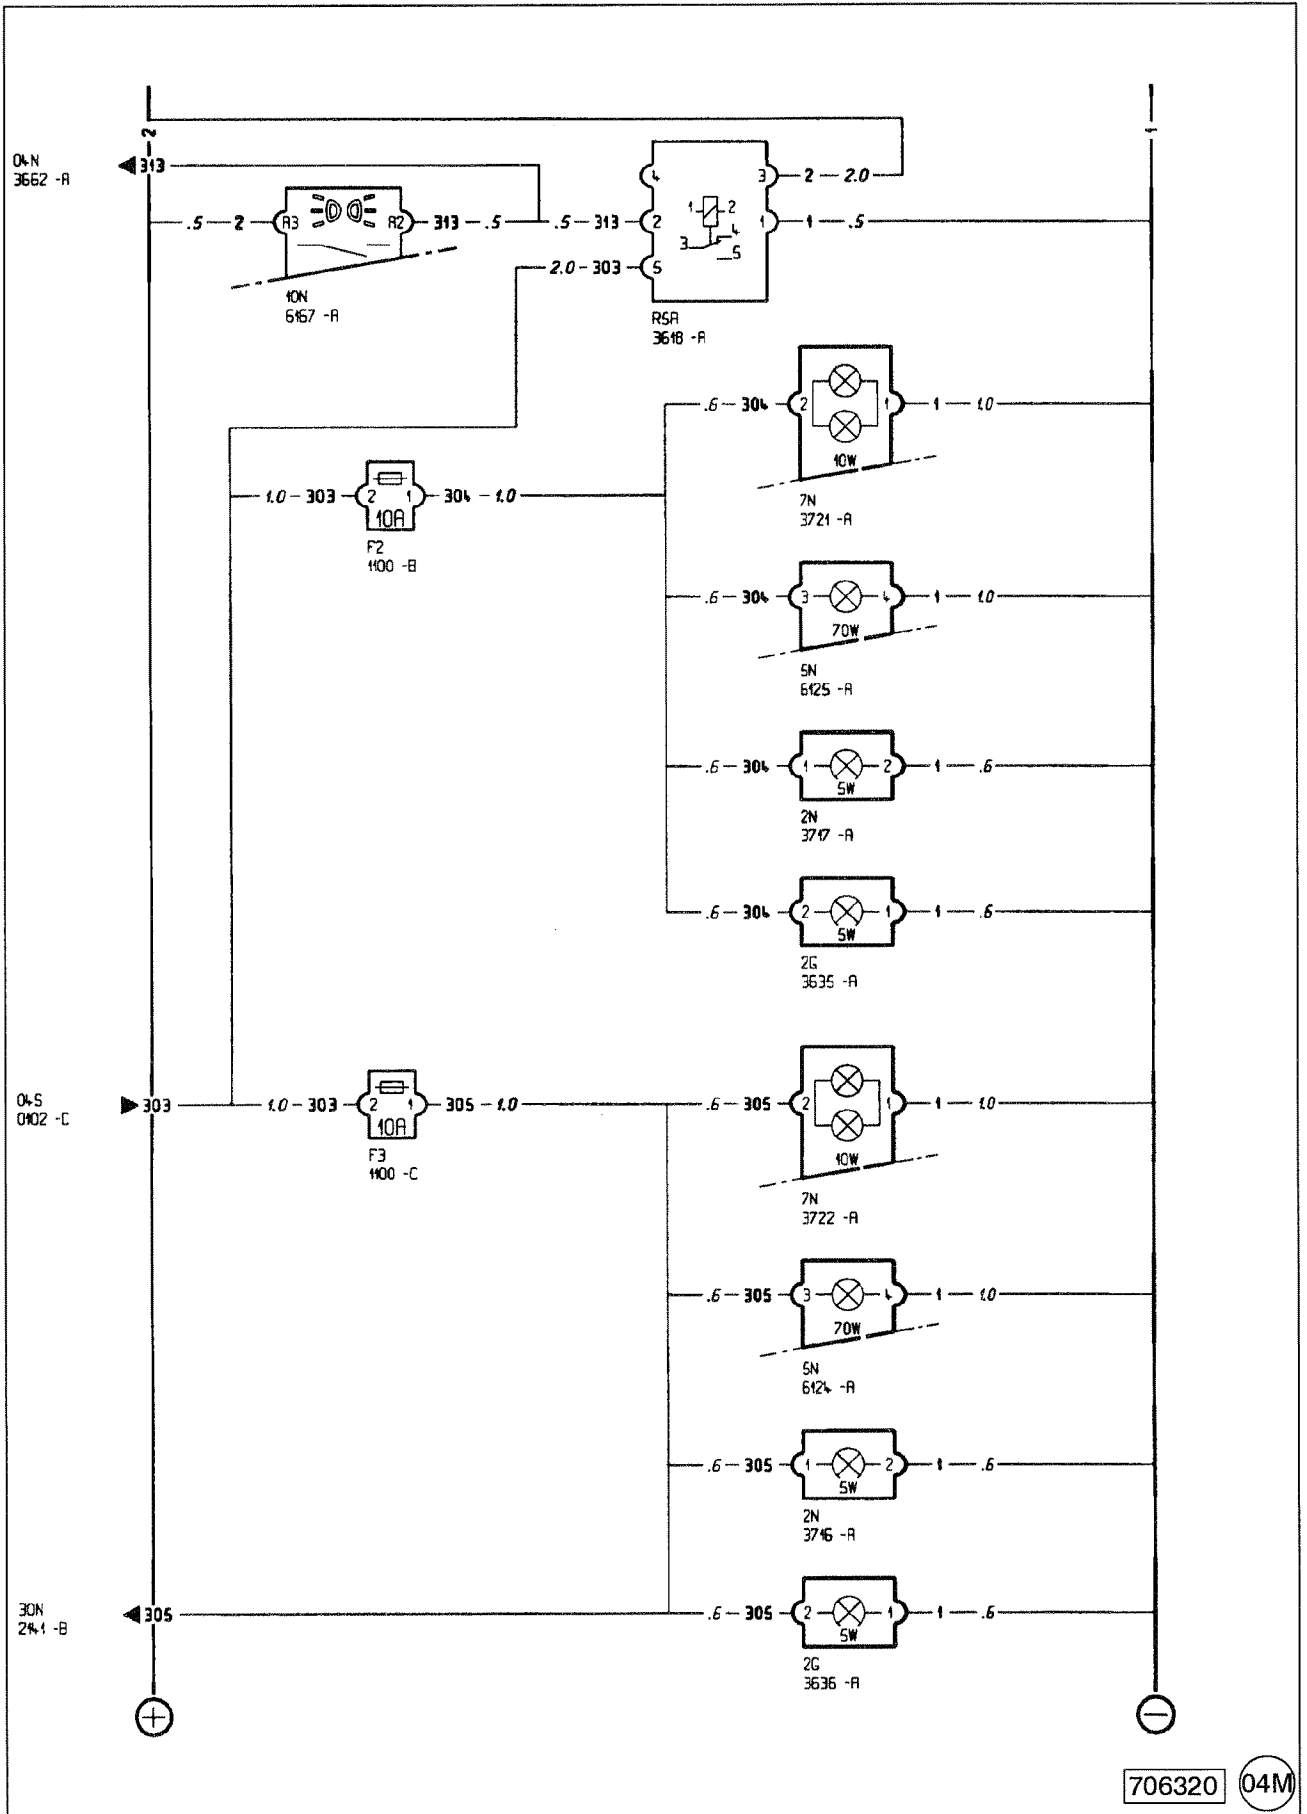 2
1
04N
3662 -A
313
4
3
2 2.0
.5 2
A3
A2
313 .5
.5 313
2
1 2
1
1 .5
3
4
5
2.0 303
5
10N
6167 -A
RSA
3618 -A
.6 304
2
1
1 1.0
10W
1.0 303
2
1
304 1.0
10A
7N
3721 -A
F2
1100 -B
.6 304
3
4
1 1.0
70W
5N
6125 -A
.6 304
1
2
1 .6
5W
2N
3717 -A
.6 304
2
1
1 .6
5W
2G
3635 -A
04S
0102 -C
303
1.0 303
2
1
305 1.0
10A
.6 305
2
1
1 1.0
10W
F3
1100 -C
7N
3722 -A
.6 305
3
4
1 1.0
70W
5N
6124 -A
.6 305
1
2
1 .6
5W
2N
3716 -A
30N
2141 -B
305
.6 305
2
1
1 .6
5W
2G
3636 -A
+
−
706320
04M